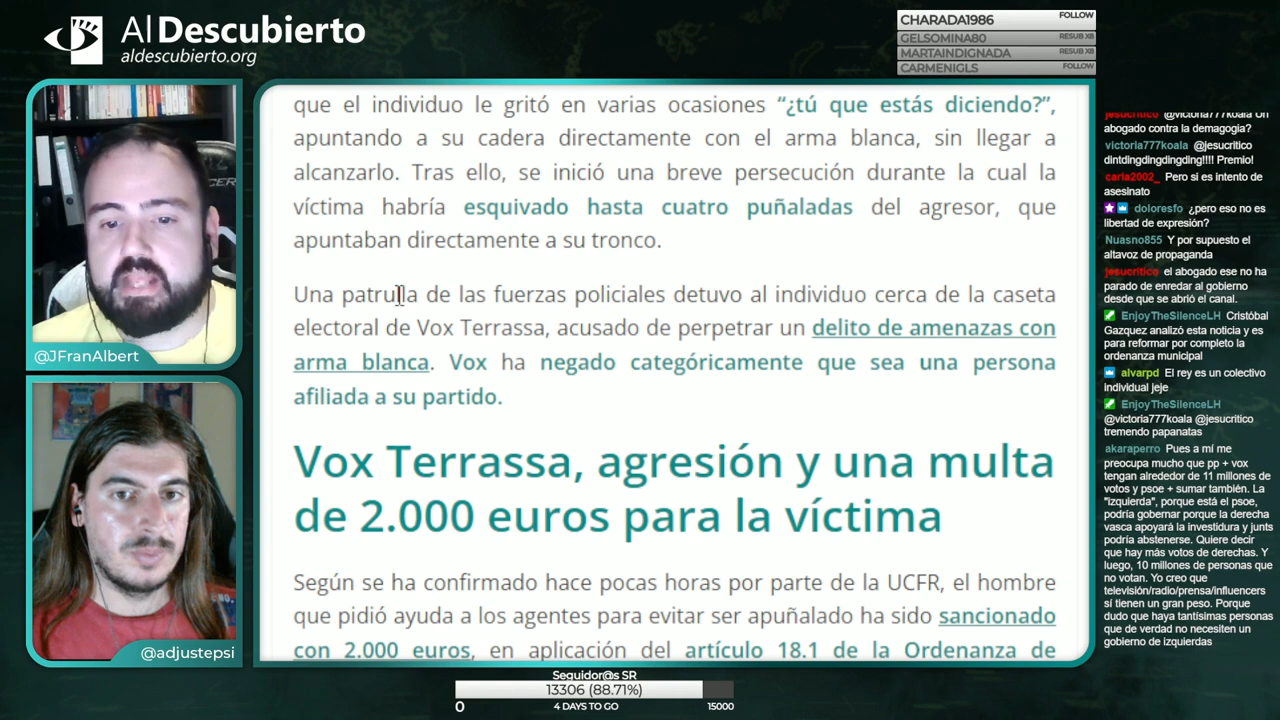 Al Descubierto
aldescubierto.org
CHARADA1986 FOLLOW
GELSOMINA80 RESUB X8
MARTAINDIGNADA RESUB X8
CARMENIGLS FOLLOW
@JFranAlbert
@adjustepsi
que el individuo le gritó en varias ocasiones “¿tú que estás diciendo?”,
apuntando a su cadera directamente con el arma blanca, sin llegar a
alcanzarlo. Tras ello, se inició una breve persecución durante la cual la
víctima habría esquivado hasta cuatro puñaladas del agresor, que
apuntaban directamente a su tronco.
Una patrulla de las fuerzas policiales detuvo al individuo cerca de la caseta
electoral de Vox Terrassa, acusado de perpetrar un delito de amenazas con
arma blanca. Vox ha negado categóricamente que sea una persona
afiliada a su partido.
Vox Terrassa, agresión y una multa
de 2.000 euros para la víctima
Según se ha confirmado hace pocas horas por parte de la UCFR, el hombre
que pidió ayuda a los agentes para evitar ser apuñalado ha sido sancionado
con 2.000 euros, en aplicación del artículo 18.1 de la Ordenanza de
jesucritico @victoria777koala Un
abogado contra la demagogia?
victoria777koala @jesucritico
dintdingdingdingding!!!! Premio!
carla2002_ Pero si es intento de
asesinato
doloresfo ¿pero eso no es
libertad de expresión?
Nuasno855 Y por supuesto el
altavoz de propaganda
jesucritico el abogado ese no ha
parado de enredar al gobierno
desde que se abrió el canal.
EnjoyTheSilenceLH Cristóbal
Gazquez analizó esta noticia y es
para reformar por completo la
ordenanza municipal
alvarpd El rey es un colectivo
individual jeje
EnjoyTheSilenceLH
@victoria777koala @jesucritico
tremendo papanatas
akaraperro Pues a mí me
preocupa mucho que pp + vox
tengan alrededor de 11 millones de
votos y psoe + sumar también. La
"izquierda", porque está el psoe,
podría gobernar porque la derecha
vasca apoyará la investidura y junts
podría abstenerse. Quiere decir
que hay más votos de derechas. Y
luego, 10 millones de personas que
no votan. Yo creo que
televisión/radio/prensa/influencers
sí tienen un gran peso. Porque
dudo que haya tantísimas personas
que de verdad no necesiten un
gobierno de izquierdas
Seguidor@s SR
13306 (88.71%)
0 4 DAYS TO GO 15000